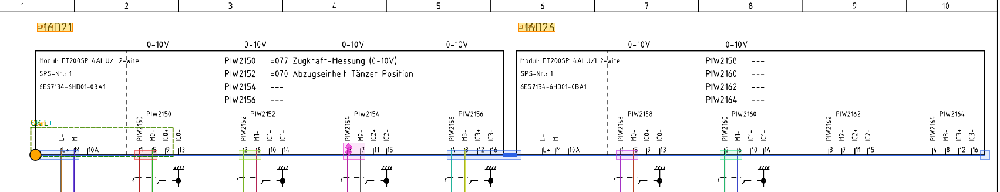 1 2 3 4 5 6 7 8 9 10
-16D21 -16D26
0-10V 0-10V 0-10V 0-10V 0-10V 0-10V
Modul: ET200SP 4AI U/I 2-wire
SPS-Nr.: 1
6ES7134-6HD01-0BA1
PIW2150 =077 Zugkraft-Messung (0-10V)
PIW2152 =070 Abzugseinheit Tänzer Position
PIW2154 ---
PIW2156 ---
Modul: ET200SP 4AI U/I 2-wire
SPS-Nr.: 1
6ES7134-6HD01-0BA1
PIW2158 ---
PIW2160 ---
PIW2162 ---
PIW2164 ---
PIW2150 PIW2152 PIW2154 PIW2156 PIW2158 PIW2160 PIW2162 PIW2164
L+
L+ M PIW2150 M0- IC0+ IC0- PIW2152 M1- IC1+ IC1- PIW2154 M2- IC2+ IC2- PIW2156 M3- IC3+ IC3- L+ M PIW2158 M0- IC0+ IC0- PIW2160 M1- IC1+ IC1- PIW2162 M2- IC2+ IC2- PIW2164 M3- IC3+ IC3-
L+ M 10A 1 5 9 13 2 6 10 14 7 11 15 4 8 12 16 L+ M 10A 1 5 9 13 2 6 10 14 3 7 11 15 4 8 12 16